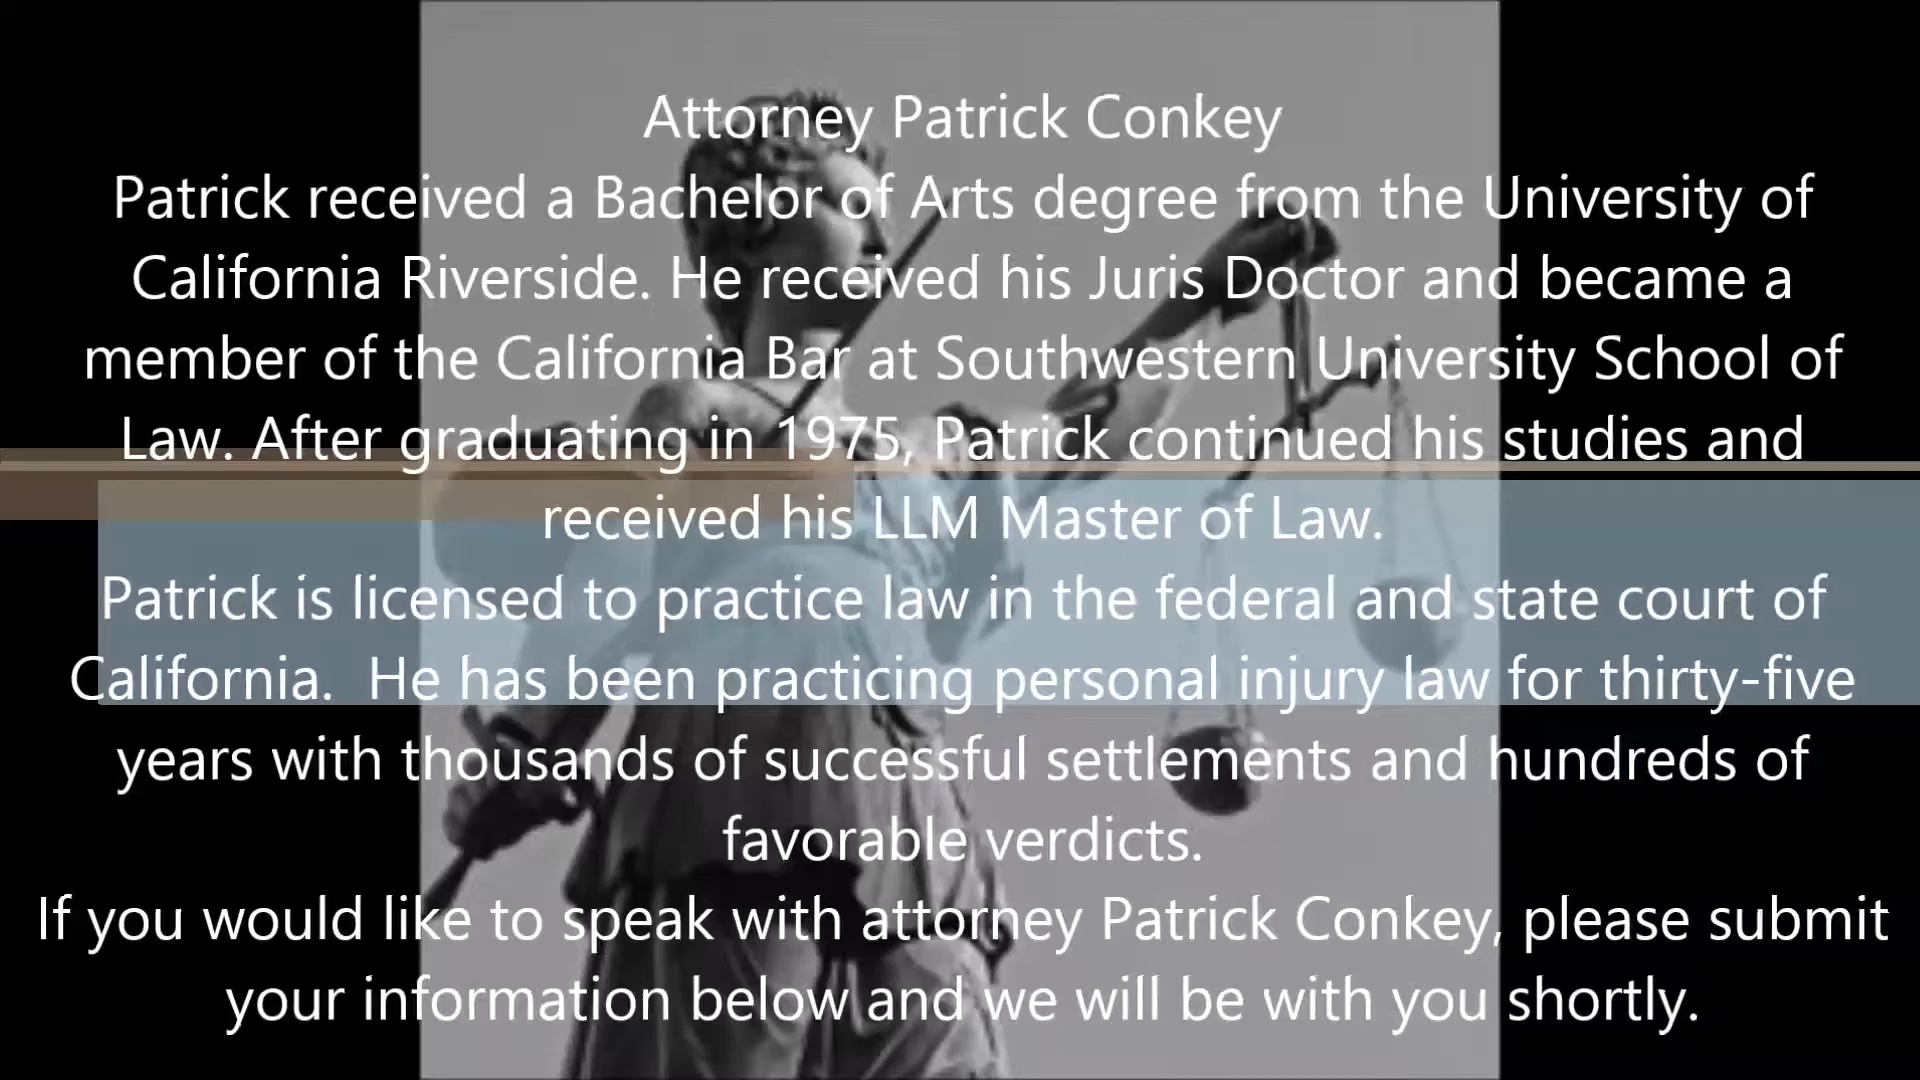 Attorney Patrick Conkey
Patrick received a Bachelor of Arts degree from the University of
California Riverside. He received his Juris Doctor and became a
member of the California Bar at Southwestern University School of
Law. After graduating in 1975, Patrick continued his studies and
received his LLM Master of Law.
Patrick is licensed to practice law in the federal and state court of
California.  He has been practicing personal injury law for thirty-five
years with thousands of successful settlements and hundreds of
favorable verdicts.
If you would like to speak with attorney Patrick Conkey, please submit
your information below and we will be with you shortly.